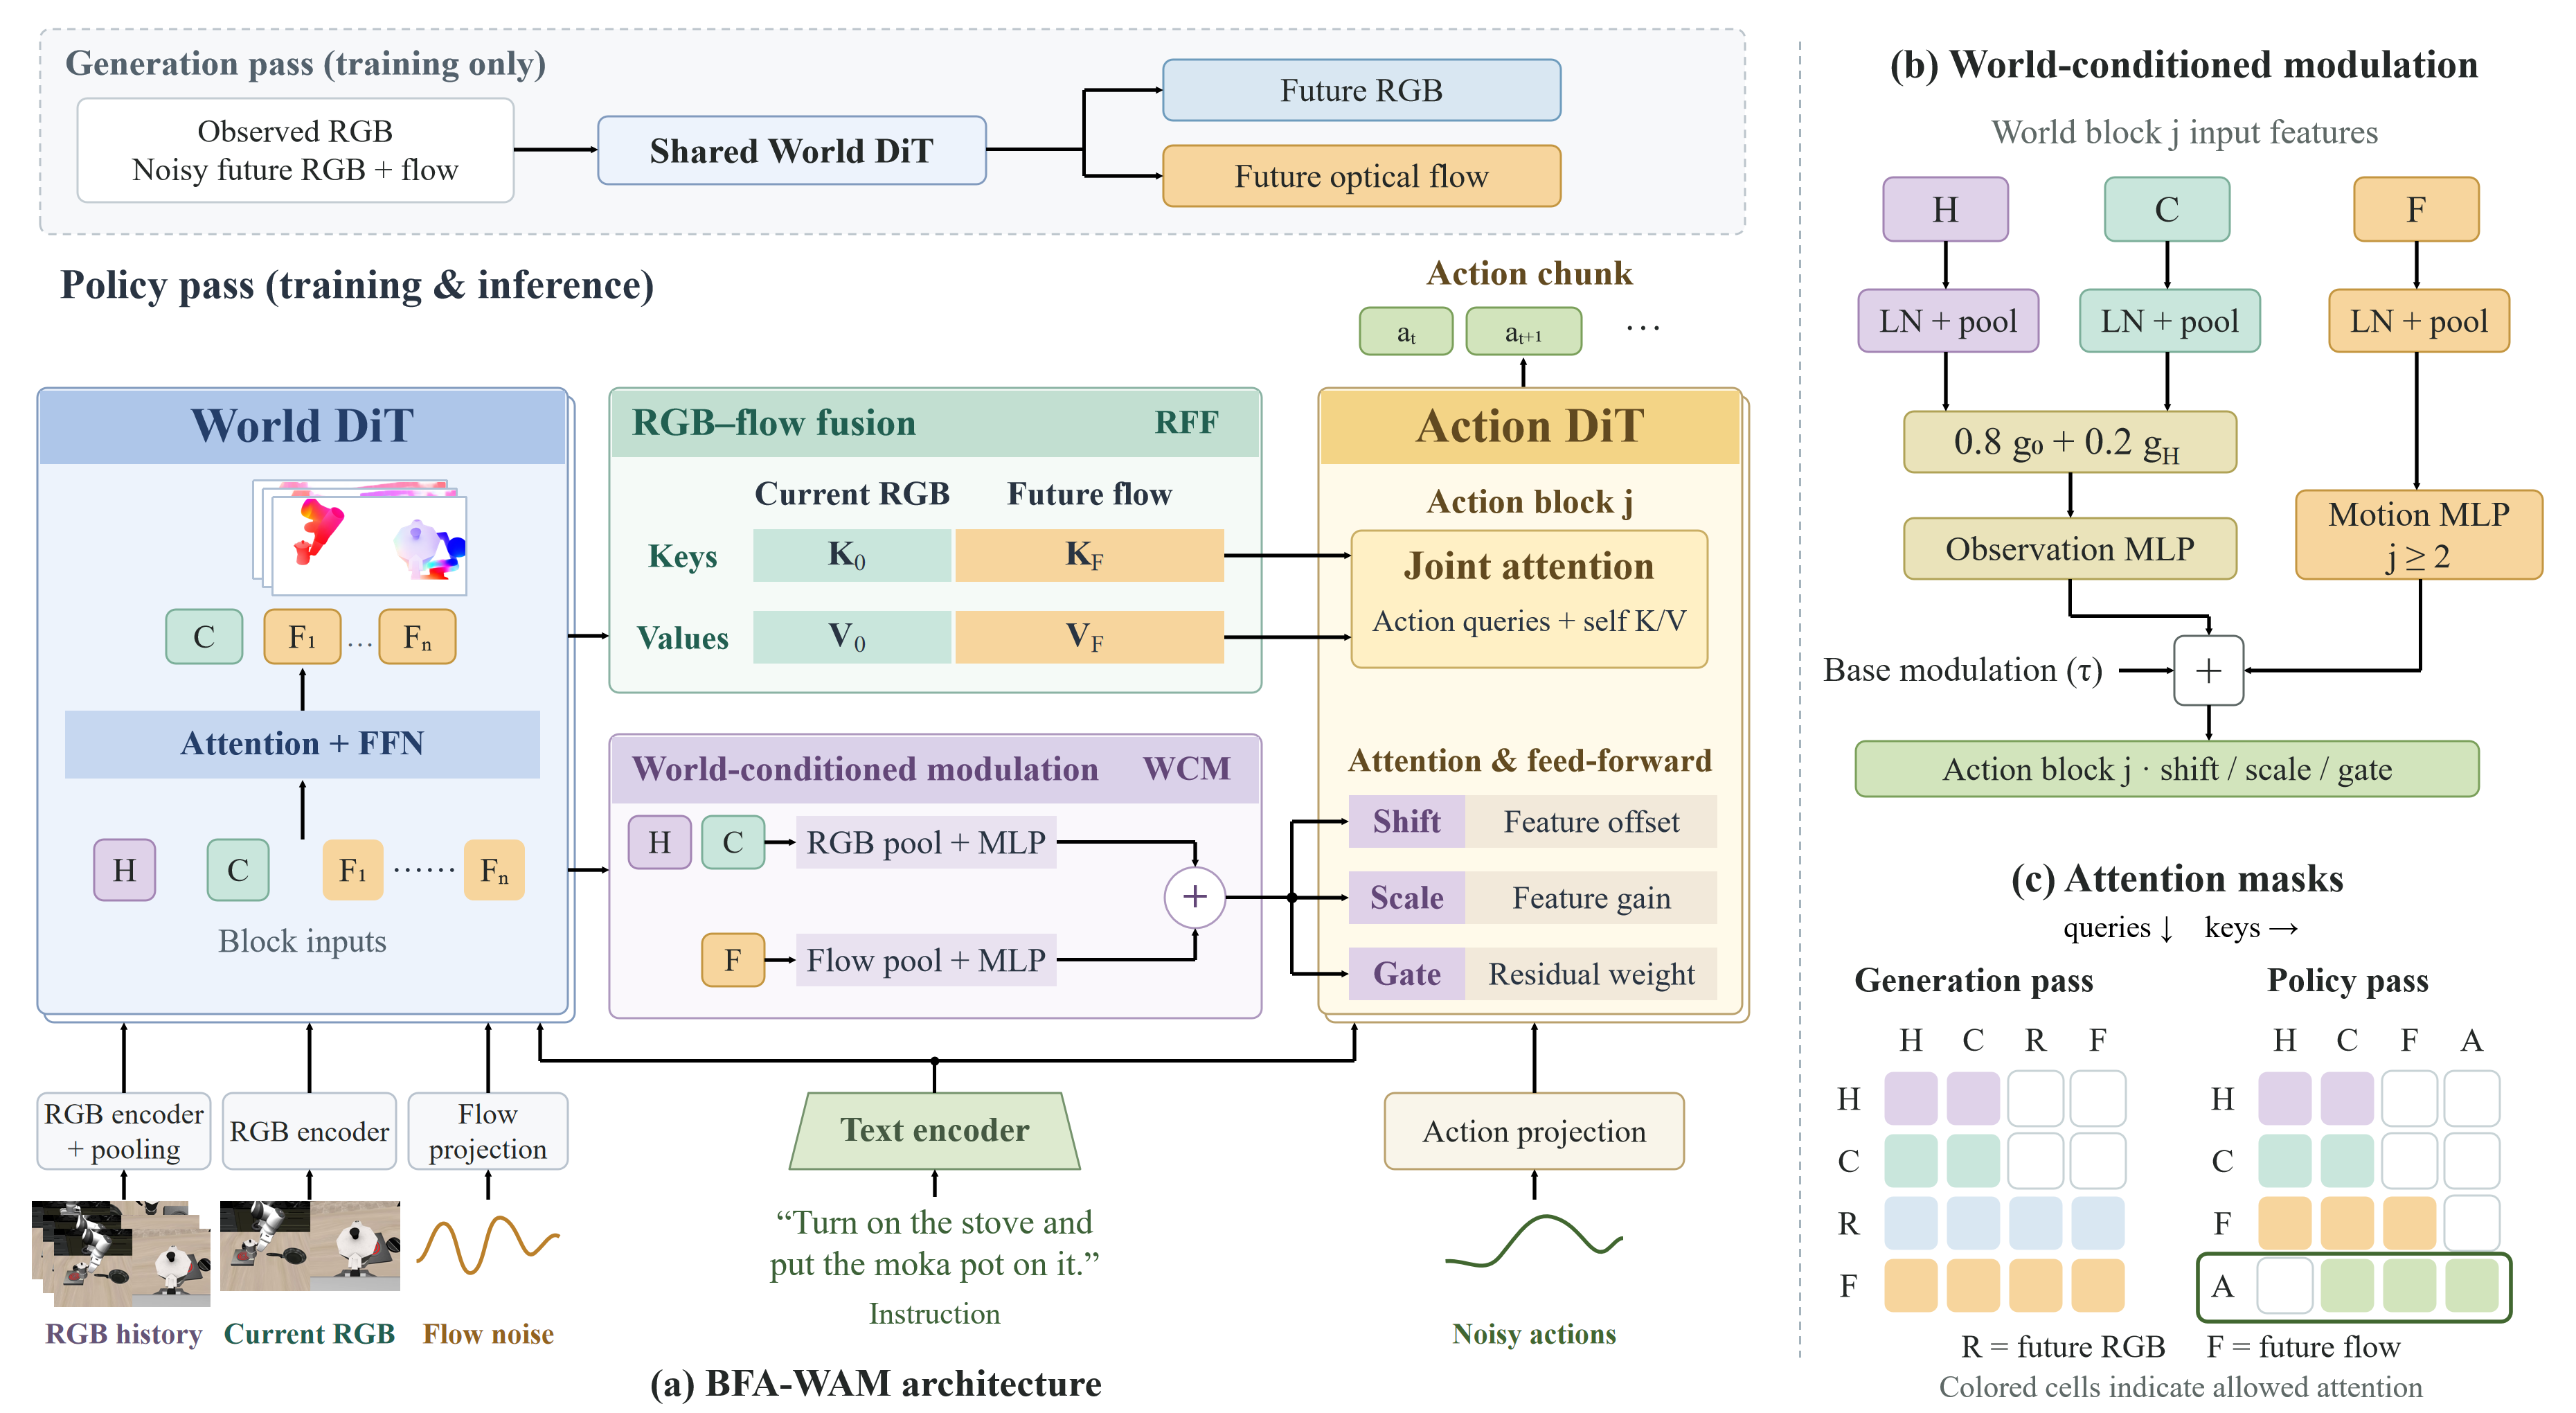 Generation pass (training only)
Observed RGB
Noisy future RGB + flow
Shared World DiT
Future RGB
Future optical flow
Policy pass (training & inference)
Action chunk
aₜ
aₜ₊₁
···
World DiT
C
F₁
...
Fₙ
Attention + FFN
H
C
F₁
······
Fₙ
Block inputs
RGB–flow fusion
RFF
Current RGB
Future flow
Keys
K₀
K_F
Values
V₀
V_F
World-conditioned modulation
WCM
H
C
RGB pool + MLP
+
F
Flow pool + MLP
Action DiT
Action block j
Joint attention
Action queries + self K/V
Attention & feed-forward
Shift
Feature offset
Scale
Feature gain
Gate
Residual weight
RGB encoder
+ pooling
RGB encoder
Flow
projection
Text encoder
Action projection
“Turn on the stove and
put the moka pot on it.”
Instruction
RGB history
Current RGB
Flow noise
Noisy actions
(a) BFA-WAM architecture
(b) World-conditioned modulation
World block j input features
H
C
F
LN + pool
LN + pool
LN + pool
0.8 g₀ + 0.2 g_H
Observation MLP
Motion MLP
j ≥ 2
Base modulation (τ)
+
Action block j · shift / scale / gate
(c) Attention masks
queries ↓ keys →
Generation pass
H C R F
H
C
R
F
Policy pass
H C F A
H
C
F
A
R = future RGB F = future flow
Colored cells indicate allowed attention